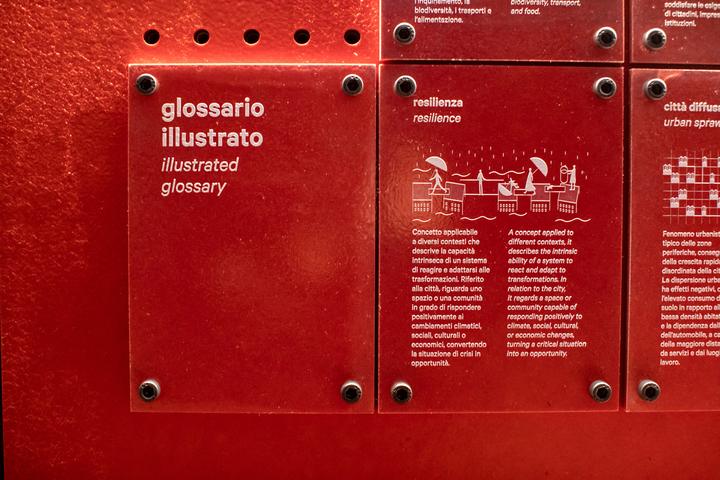 l'inquinamento, la
biodiversità, i trasporti e
l'alimentazione.
biodiversity, transport,
and food.
soddisfare le esige
di cittadini, impres
istituzioni.
glossario
illustrato
illustrated
glossary
resilienza
resilience
Concetto applicabile
a diversi contesti che
descrive la capacità
intrinseca di un sistema
di reagire e adattarsi alle
trasformazioni. Riferito
alla città, riguarda uno
spazio o una comunità
in grado di rispondere
positivamente ai
cambiamenti climatici,
sociali, culturali o
economici, convertendo
la situazione di crisi in
opportunità.
A concept applied to
different contexts, it
describes the intrinsic
ability of a system to
react and adapt to
transformations. In
relation to the city,
it regards a space or
community capable of
responding positively to
climate, social, cultural,
or economic changes,
turning a critical situation
into an opportunity.
città diffusa
urban spraw
Fenomeno urbanist
tipico delle zone
periferiche, conseg
della crescita rapida
disordinata della cit
La dispersione urba
ha effetti negativi, c
l'elevato consumo d
suolo in rapporto all
bassa densità abitat
e la dipendenza dal
dell'automobile, a ca
della maggiore dista
da servizi e dai luog
lavoro.